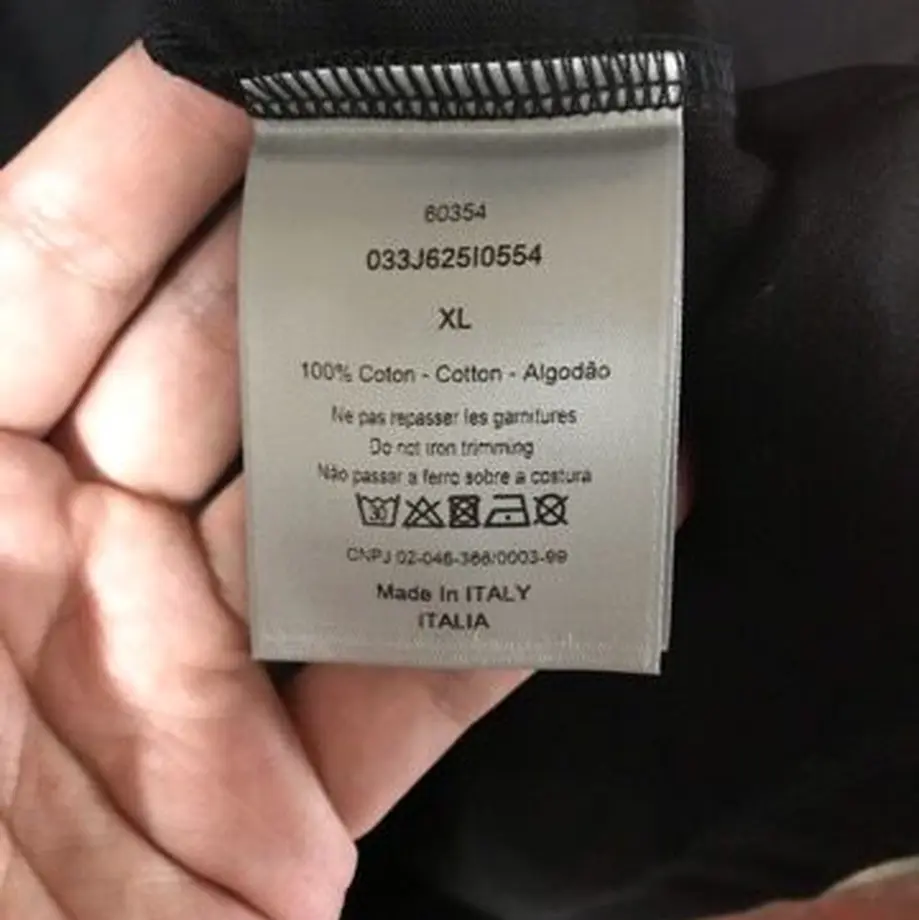 60354
033J625I0554
XL
100% Coton - Cotton - Algodão
Ne pas repasser les garnitures
Do not iron trimming
Não passar a ferro sobre a costura
30
CNPJ 02-046-366/0003-99
Made In ITALY
ITALIA